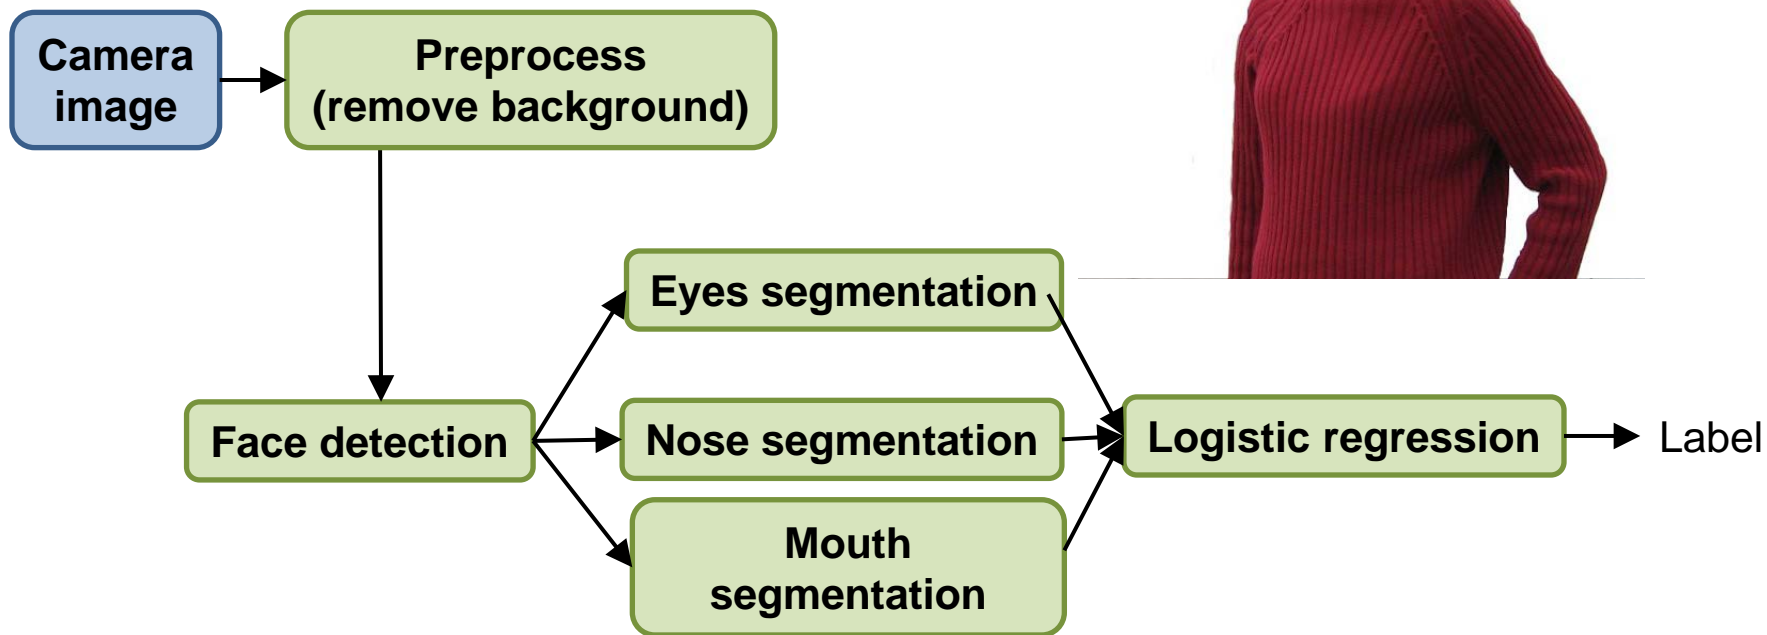 Camera
image
Preprocess
(remove background)
Eyes segmentation
Face detection
Nose segmentation
Logistic regression
Label
Mouth
segmentation